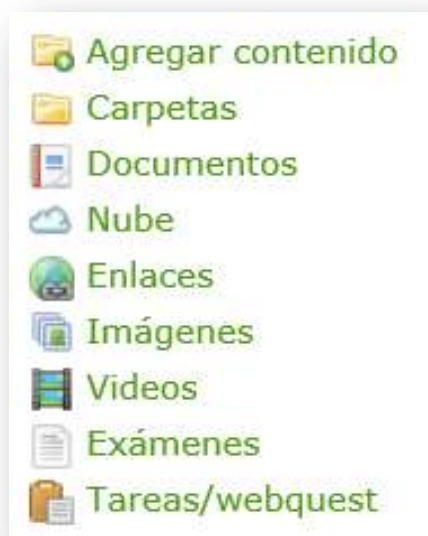 Agregar contenido
Carpetas
Documentos
Nube
Enlaces
Imágenes
Videos
Exámenes
Tareas/webquest